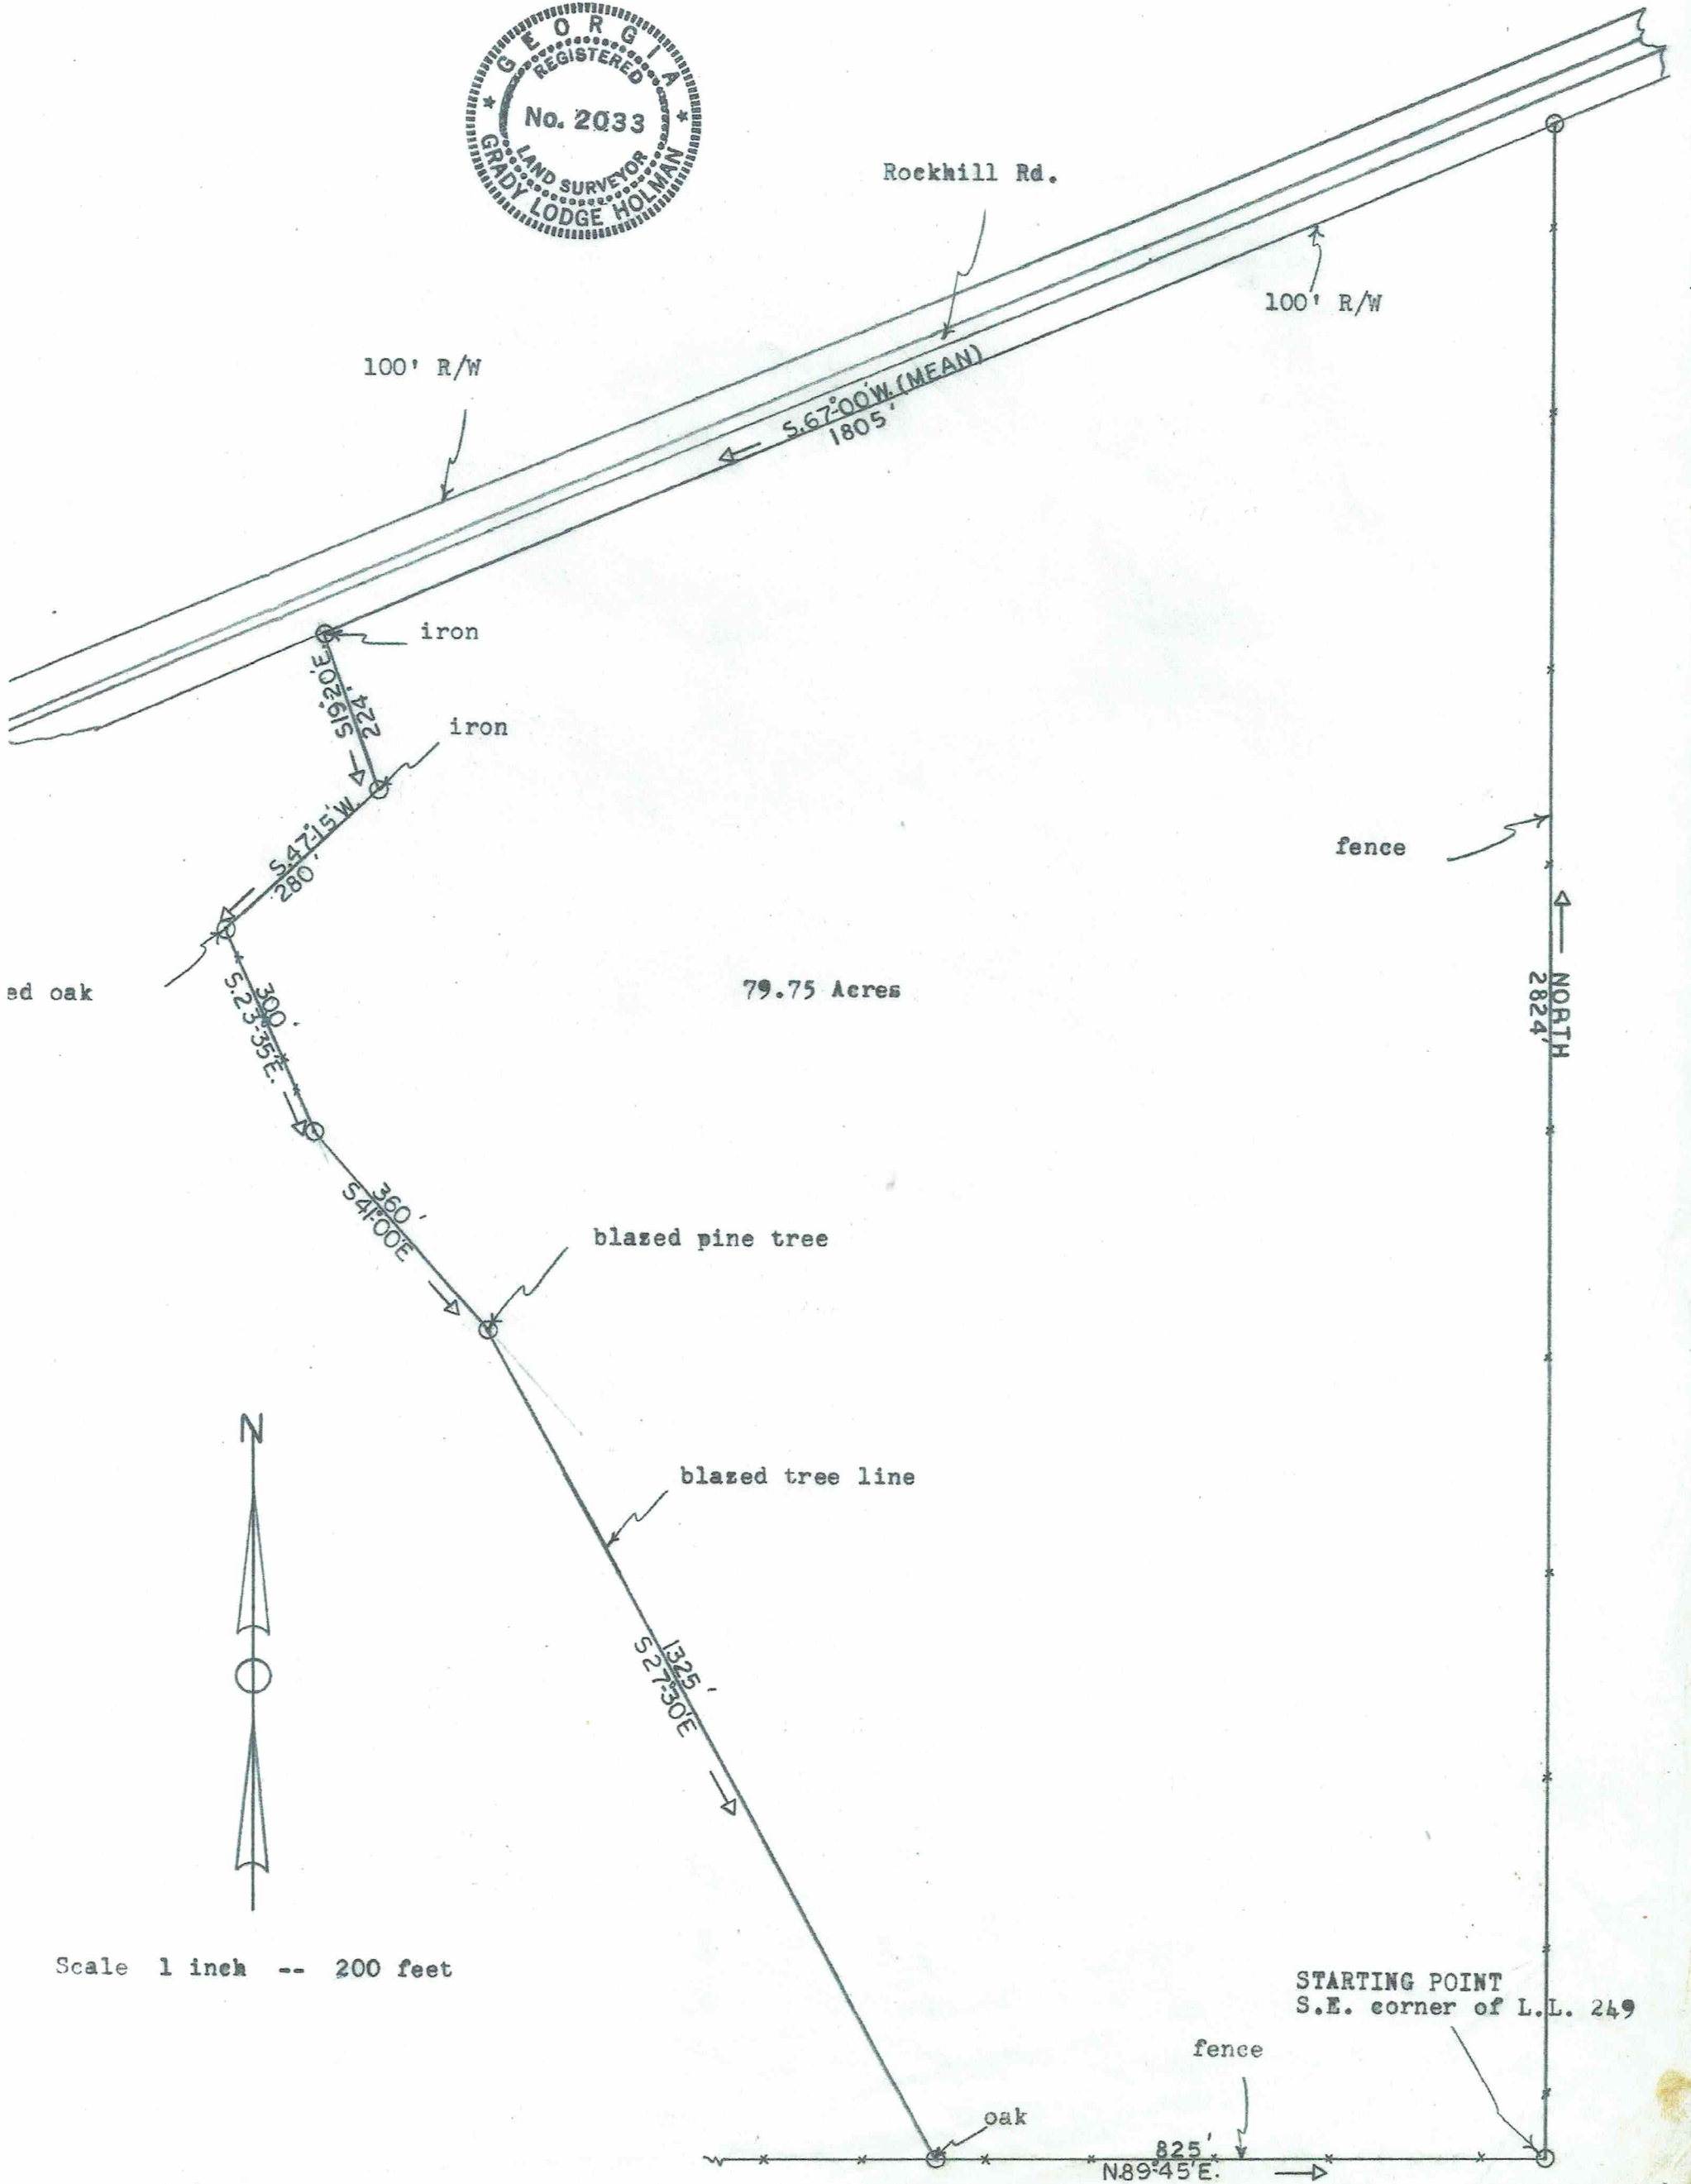 GEORGIA
REGISTERED
No. 2033
LAND SURVEYOR
GRADY LODGE HOLMAN
Rockhill Rd.
100' R/W
100' R/W
S.67°00'W. (MEAN)
1805'
iron
S19°20'E.
224'
iron
S.47°15'W.
280'
fence
ed oak
300'
S.23°35'E.
79.75 Acres
NORTH
2824'
360'
S41°00'E
blazed pine tree
N
blazed tree line
1325'
S27°30'E
Scale 1 inch -- 200 feet
STARTING POINT
S.E. corner of L.L. 249
fence
oak
825'
N.89°45'E.